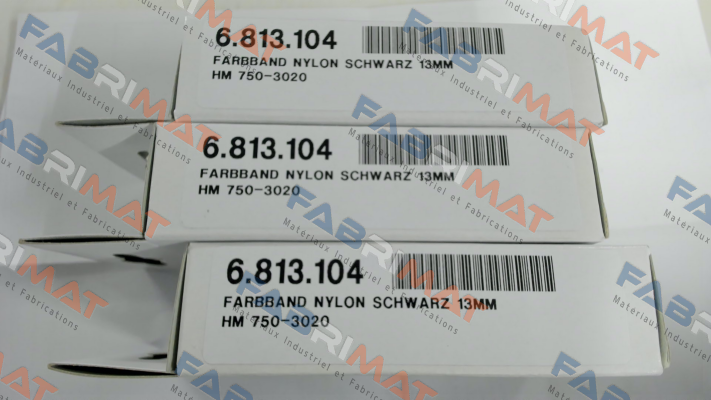 6.813.104
FARBBAND NYLON SCHWARZ 13MM
HM 750-3020
6.813.104
FARBBAND NYLON SCHWARZ 13MM
HM 750-3020
6.813.104
FARBBAND NYLON SCHWARZ 13MM
HM 750-3020
FABRIMAT
Materiaux Industriel et Fabrications